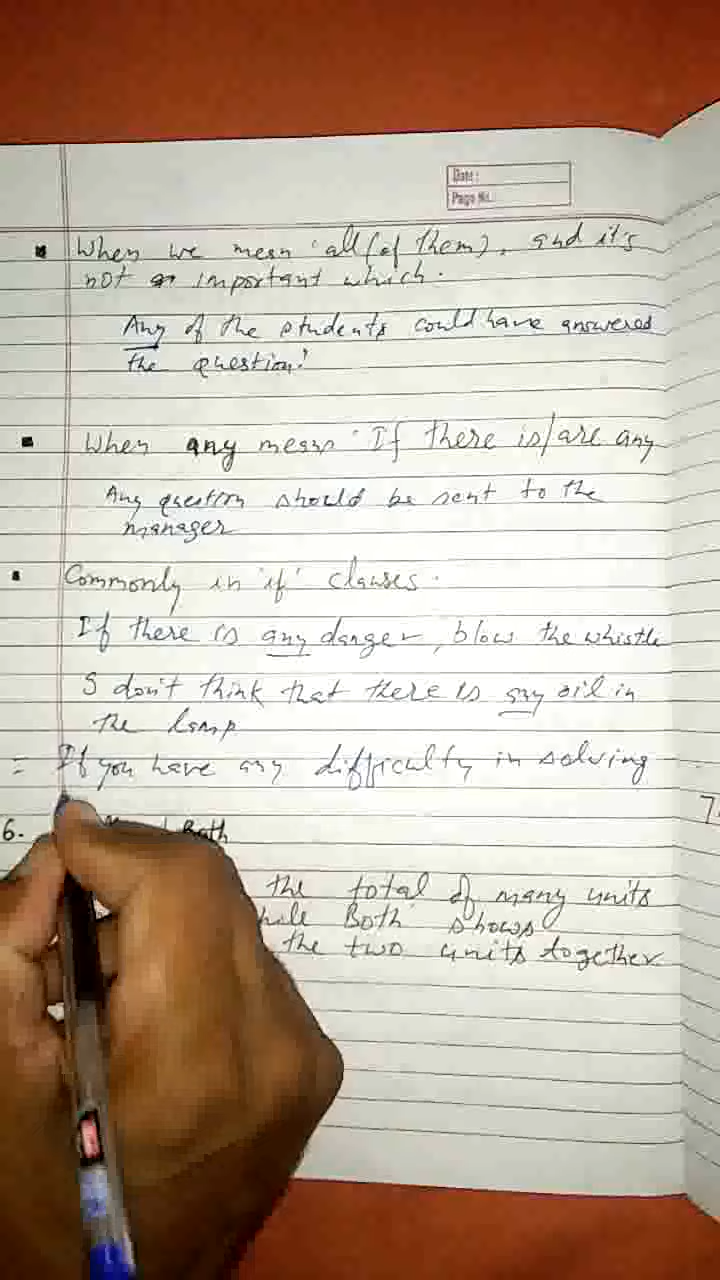 Date:
Page No.
When we mean 'all (of them), and it's
not important which.
Any of the students could have answered
the question!
When any means 'If there is/are any
Any question should be sent to the
manager
Commonly in 'if' clauses.
If there is any danger, blow the whistle
I don't think that there is any oil in
the lamp
= If you have any difficulty in solving
6. Both
the total of many units
while Both shows
the two units together
7.